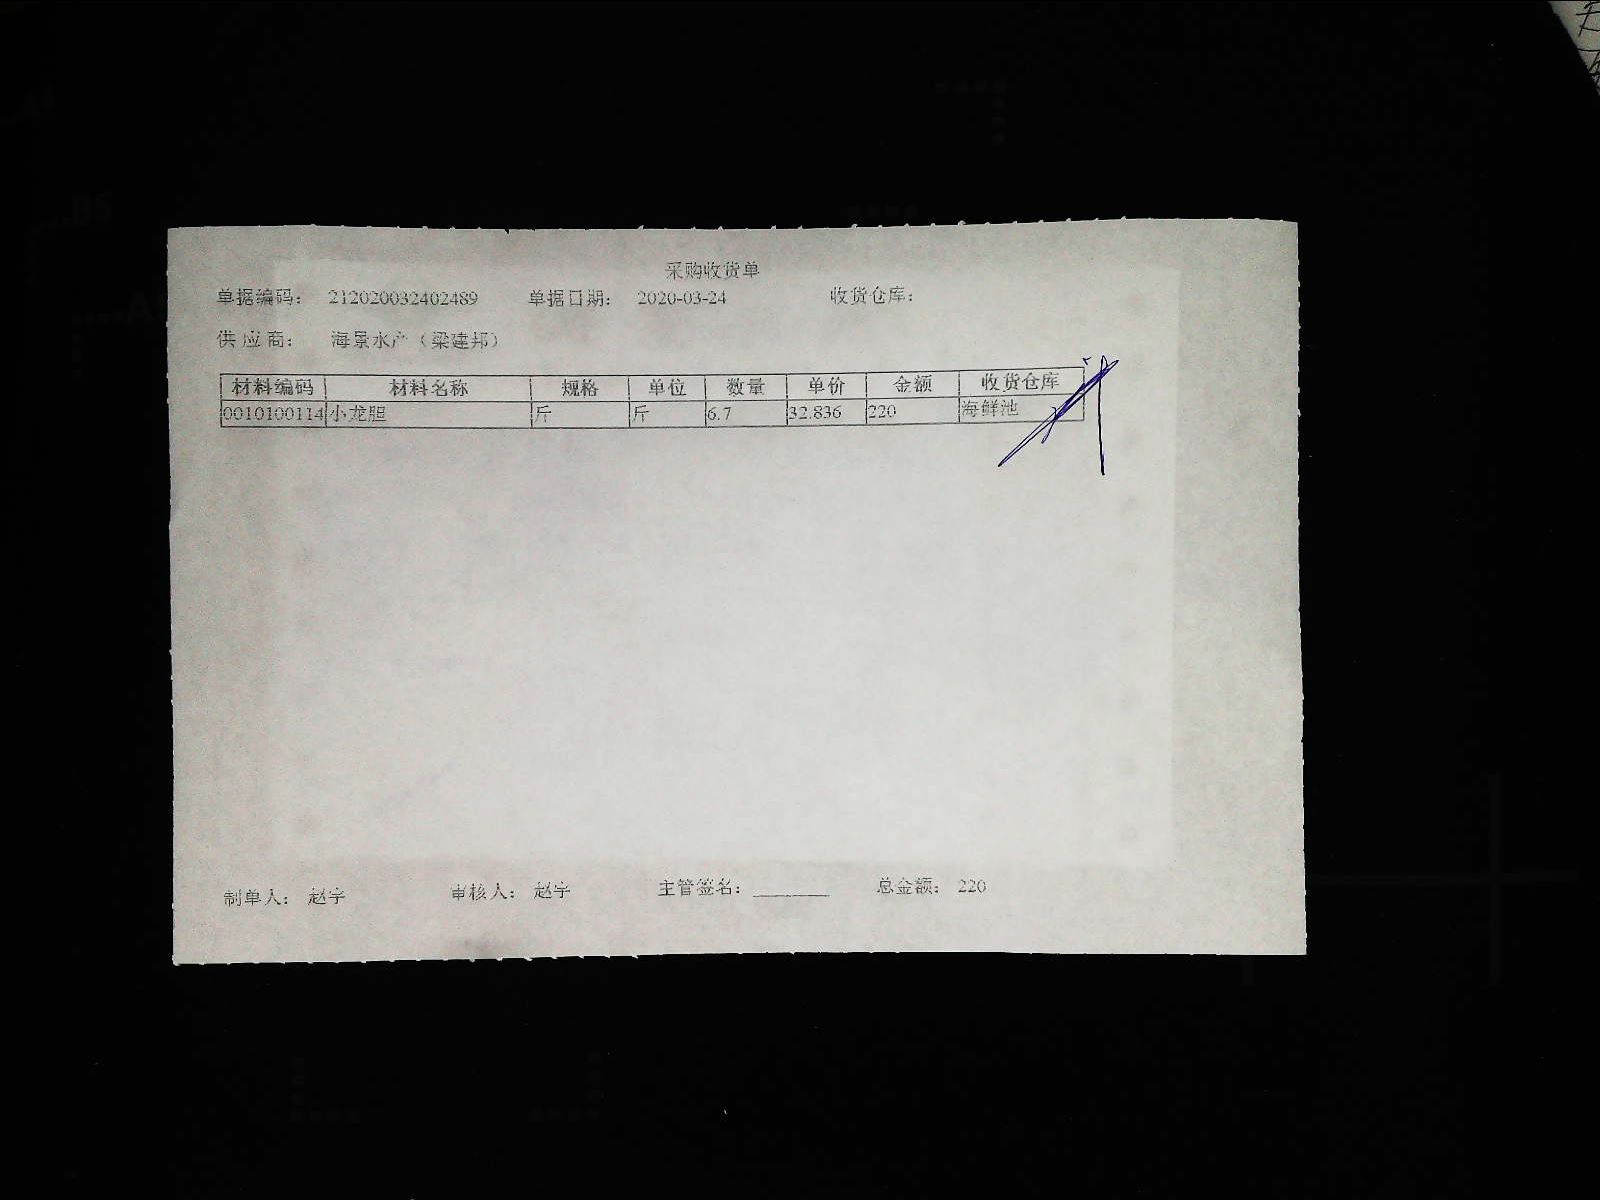 采购收货单
单据编码: 212020032402489 单据日期: 2020-03-24 收货仓库:
供应商: 海景水产（梁建邦）
材料编码 材料名称 规格 单位 数量 单价 金额 收货仓库
0010100114 小龙胆 斤 斤 6.7 32.836 220 海鲜池
制单人: 赵宇 审核人: 赵宇 主管签名: ________ 总金额: 220